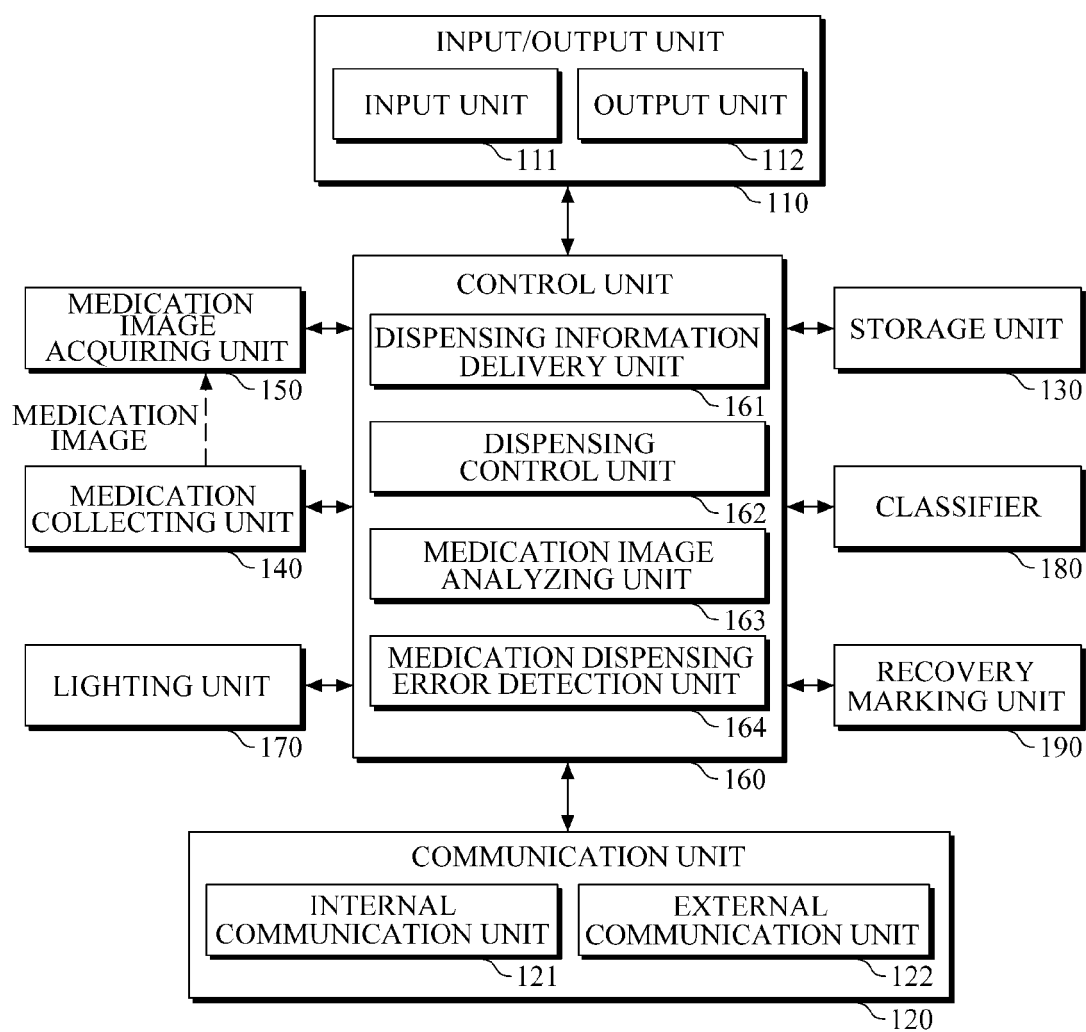 INPUT/OUTPUT UNIT
INPUT UNIT
OUTPUT UNIT
111
112
110
CONTROL UNIT
MEDICATION
IMAGE
ACQUIRING UNIT
150
DISPENSING INFORMATION
DELIVERY UNIT
161
STORAGE UNIT
130
MEDICATION
IMAGE
DISPENSING
CONTROL UNIT
162
MEDICATION
COLLECTING UNIT
140
CLASSIFIER
180
MEDICATION IMAGE
ANALYZING UNIT
163
LIGHTING UNIT
170
MEDICATION DISPENSING
ERROR DETECTION UNIT
164
RECOVERY
MARKING UNIT
190
160
COMMUNICATION UNIT
INTERNAL
COMMUNICATION UNIT
121
EXTERNAL
COMMUNICATION UNIT
122
120